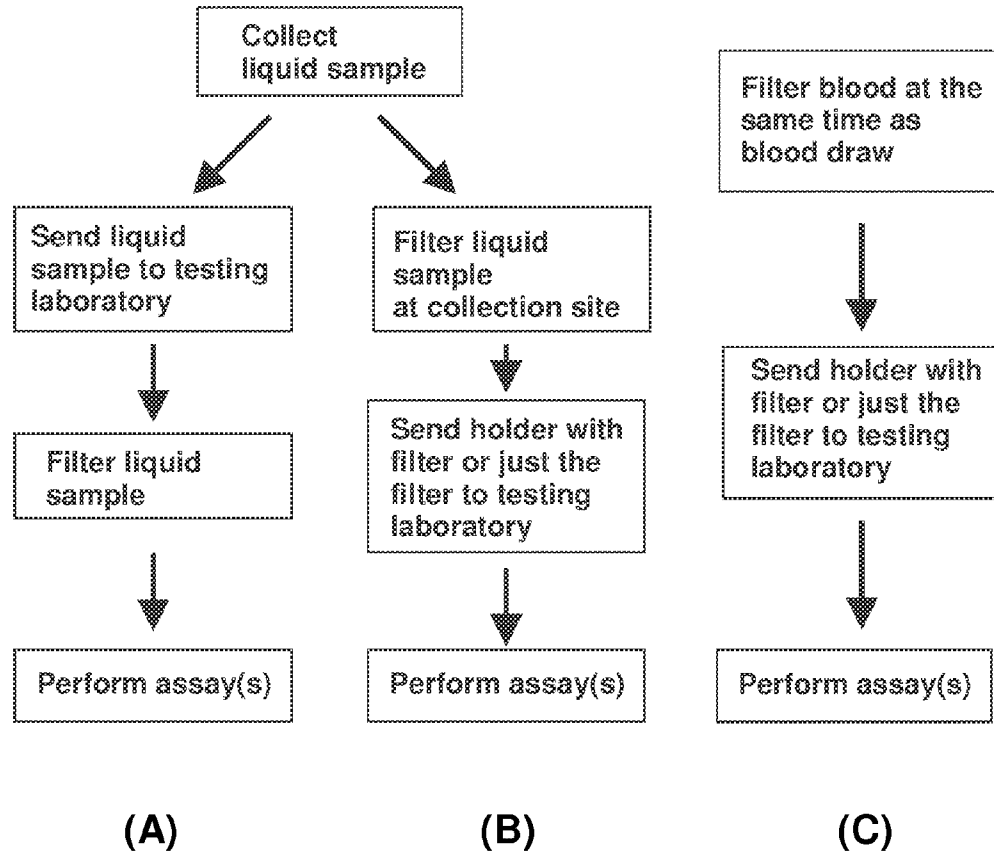 Collect
liquid sample
Send liquid
sample to testing
laboratory
Filter liquid
sample
Perform assay(s)
(A)
Filter liquid
sample
at collection site
Send holder with
filter or just the
filter to testing
laboratory
Perform assay(s)
(B)
Filter blood at the
same time as
blood draw
Send holder with
filter or just the
filter to testing
laboratory
Perform assay(s)
(C)